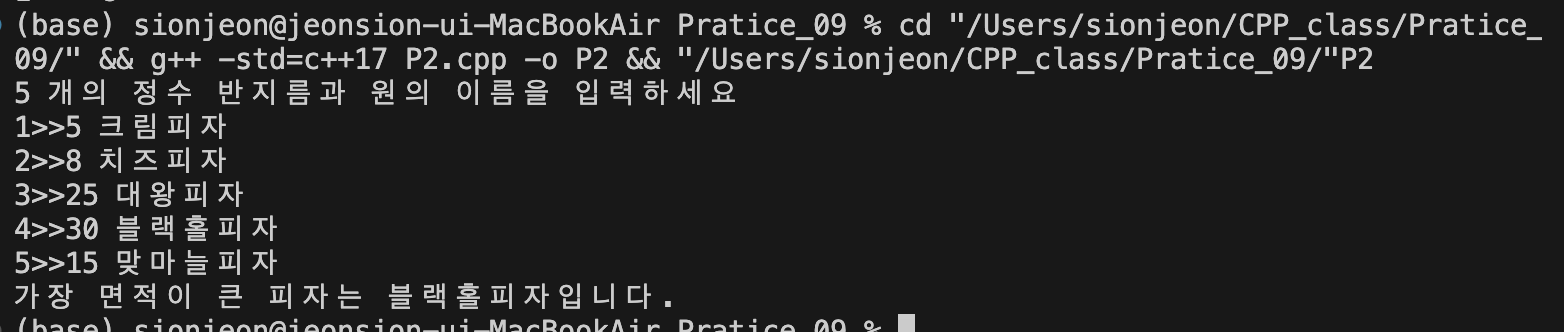 (base) sionjeon@jeonsion-ui-MacBookAir Pratice_09 % cd "/Users/sionjeon/CPP_class/Pratice_
09/" && g++ -std=c++17 P2.cpp -o P2 && "/Users/sionjeon/CPP_class/Pratice_09/"P2
5 개의 정수 반지름과 원의 이름을 입력하세요
1>>5 크림피자
2>>8 치즈피자
3>>25 대왕피자
4>>30 블랙홀피자
5>>15 맞마늘피자
가장 면적이 큰 피자는 블랙홀피자입니다.
(base) sionjeon@jeonsion-ui-MacBookAir Pratice_09 %